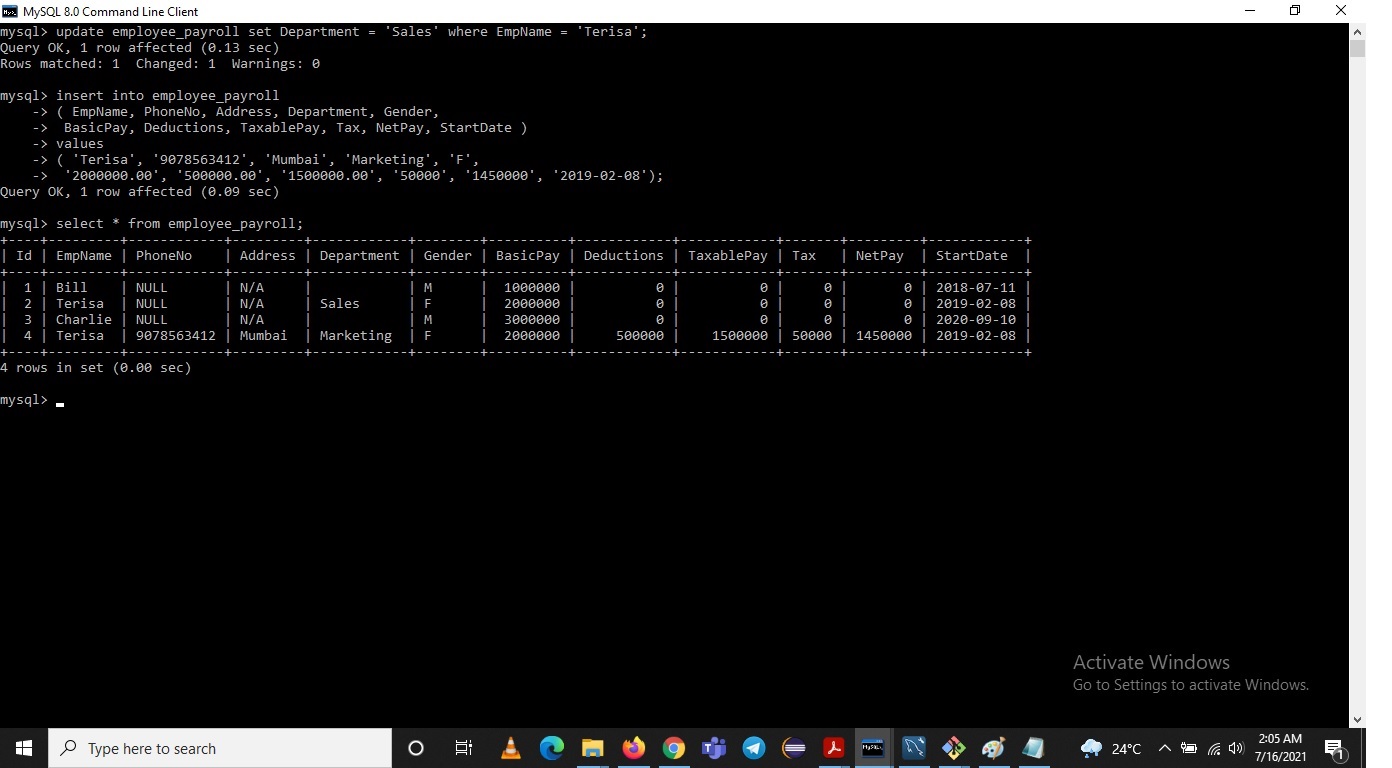 MySQL 8.0 Command Line Client
mysql> update employee_payroll set Department = 'Sales' where EmpName = 'Terisa';
Query OK, 1 row affected (0.13 sec)
Rows matched: 1  Changed: 1  Warnings: 0
mysql> insert into employee_payroll
    -> ( EmpName, PhoneNo, Address, Department, Gender,
    ->  BasicPay, Deductions, TaxablePay, Tax, NetPay, StartDate )
    -> values
    -> ( 'Terisa', '9078563412', 'Mumbai', 'Marketing', 'F',
    ->  '2000000.00', '500000.00', '1500000.00', '50000', '1450000', '2019-02-08');
Query OK, 1 row affected (0.09 sec)
mysql> select * from employee_payroll;
+----+---------+------------+---------+------------+--------+----------+------------+------------+-------+---------+------------+
| Id | EmpName | PhoneNo    | Address | Department | Gender | BasicPay | Deductions | TaxablePay | Tax   | NetPay  | StartDate  |
+----+---------+------------+---------+------------+--------+----------+------------+------------+-------+---------+------------+
|  1 | Bill    | NULL       | N/A     |            | M      |  1000000 |          0 |          0 |     0 |       0 | 2018-07-11 |
|  2 | Terisa  | NULL       | N/A     | Sales      | F      |  2000000 |          0 |          0 |     0 |       0 | 2019-02-08 |
|  3 | Charlie | NULL       | N/A     |            | M      |  3000000 |          0 |          0 |     0 |       0 | 2020-09-10 |
|  4 | Terisa  | 9078563412 | Mumbai  | Marketing  | F      |  2000000 |     500000 |    1500000 | 50000 | 1450000 | 2019-02-08 |
+----+---------+------------+---------+------------+--------+----------+------------+------------+-------+---------+------------+
4 rows in set (0.00 sec)
mysql>
Activate Windows
Go to Settings to activate Windows.
Type here to search
24°C
2:05 AM
7/16/2021
1